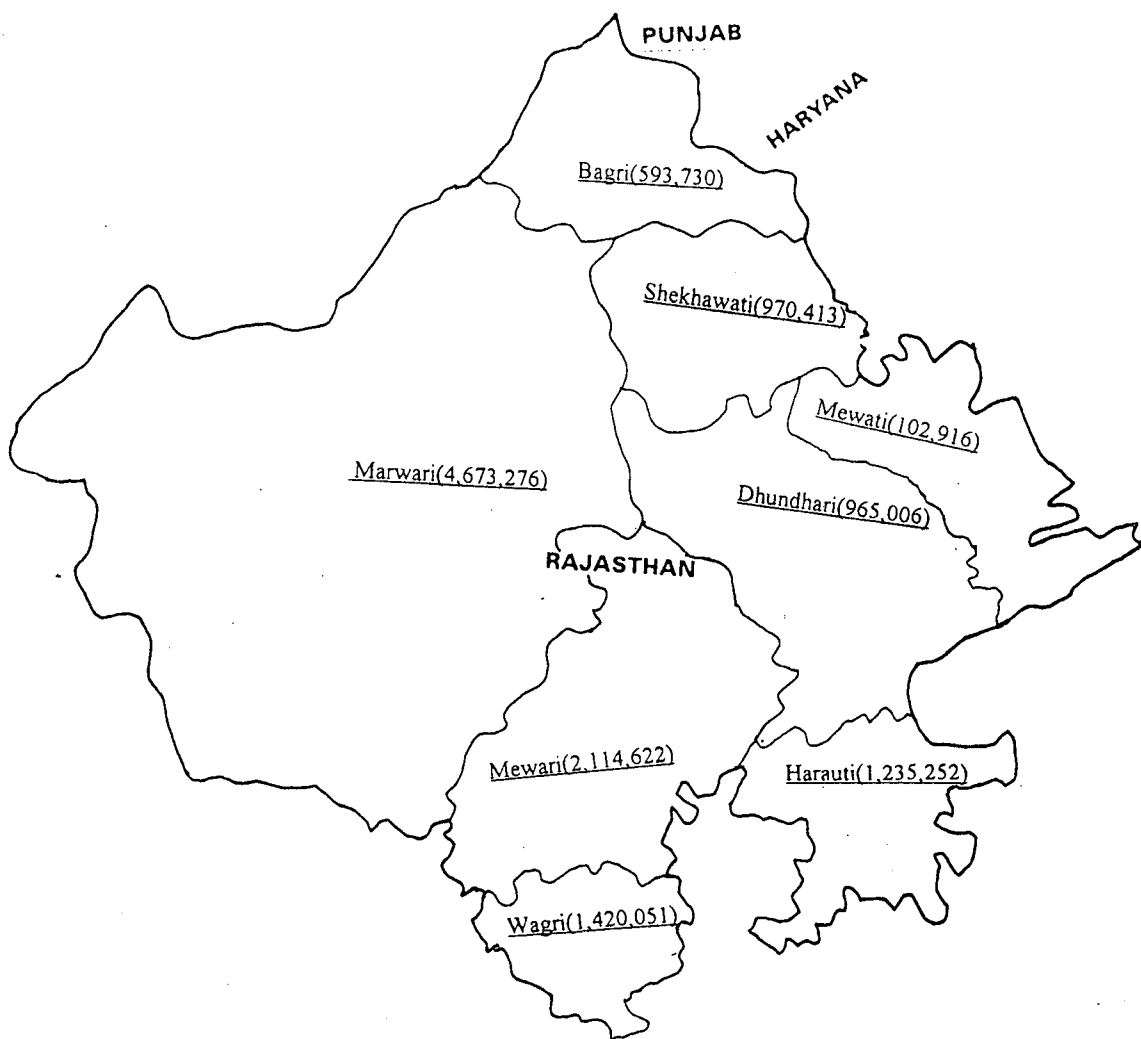 PUNJAB
HARYANA
Bagri(593,730)
Shekhawati(970,413)
Mewati(102,916)
Marwari(4,673,276)
Dhundhari(965,006)
RAJASTHAN
Mewari(2,114,622)
Harauti(1,235,252)
Wagri(1,420,051)